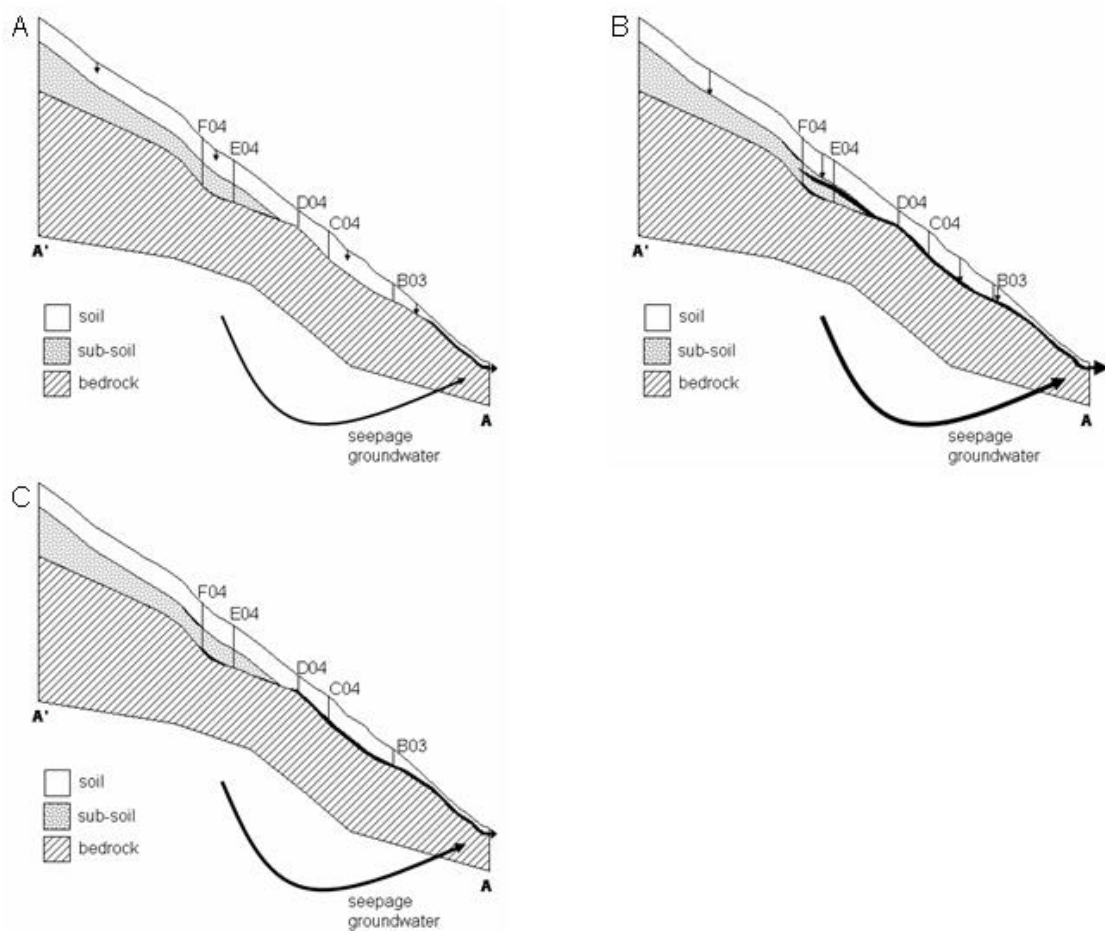 A
F04
E04
D04
C04
B03
A'
soil
sub-soil
bedrock
seepage
groundwater
A
B
F04
E04
D04
C04
B03
A'
soil
sub-soil
bedrock
seepage
groundwater
A
C
F04
E04
D04
C04
B03
A'
soil
sub-soil
bedrock
seepage
groundwater
A